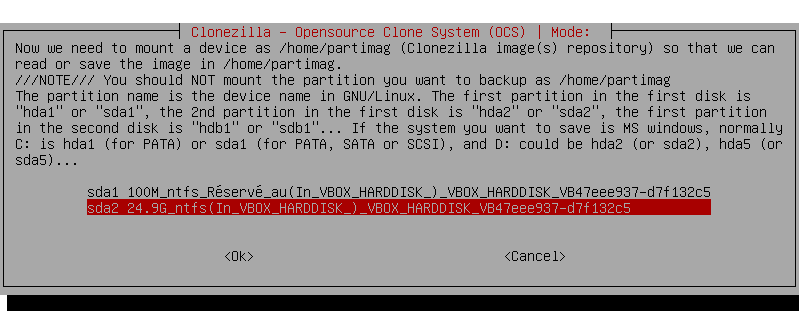 Clonezilla - Opensource Clone System (OCS) | Mode:
Now we need to mount a device as /home/partimag (Clonezilla image(s) repository) so that we can
read or save the image in /home/partimag.
///NOTE/// You should NOT mount the partition you want to backup as /home/partimag
The partition name is the device name in GNU/Linux. The first partition in the first disk is
"hda1" or "sda1", the 2nd partition in the first disk is "hda2" or "sda2", the first partition
in the second disk is "hdb1" or "sdb1"... If the system you want to save is MS windows, normally
C: is hda1 (for PATA) or sda1 (for PATA, SATA or SCSI), and D: could be hda2 (or sda2), hda5 (or
sda5)...
sda1 100M_ntfs_Réservé_au(In_VBOX_HARDDISK_)_VBOX_HARDDISK_VB47eee937-d7f132c5
sda2 24.9G_ntfs(In_VBOX_HARDDISK_)_VBOX_HARDDISK_VB47eee937-d7f132c5
<Ok> <Cancel>